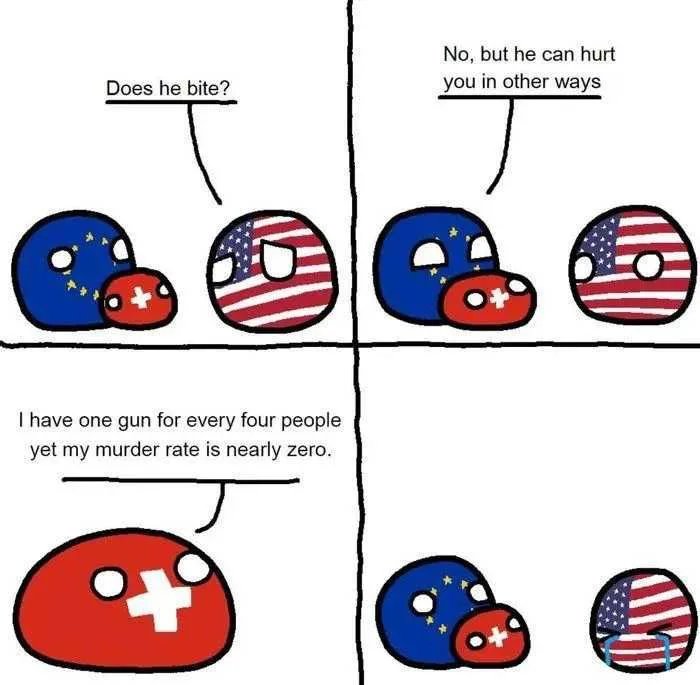 Does he bite?
No, but he can hurt
you in other ways
I have one gun for every four people
yet my murder rate is nearly zero.